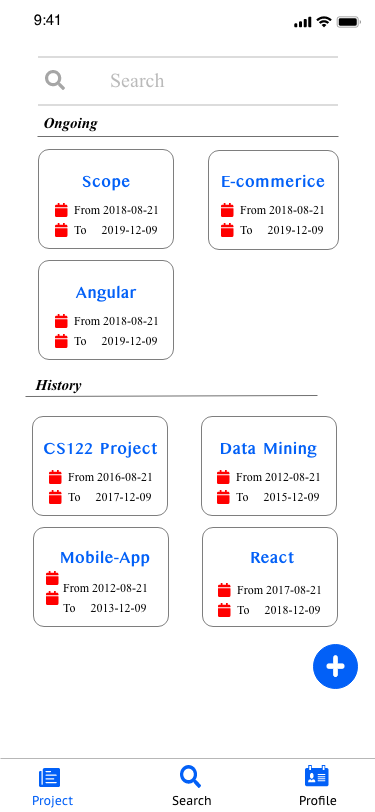 9:41
Search
Ongoing
Scope
From 2018-08-21
To 2019-12-09
E-commerice
From 2018-08-21
To 2019-12-09
Angular
From 2018-08-21
To 2019-12-09
History
CS122 Project
From 2016-08-21
To 2017-12-09
Data Mining
From 2012-08-21
To 2015-12-09
Mobile-App
From 2012-08-21
To 2013-12-09
React
From 2017-08-21
To 2018-12-09
Project Search Profile